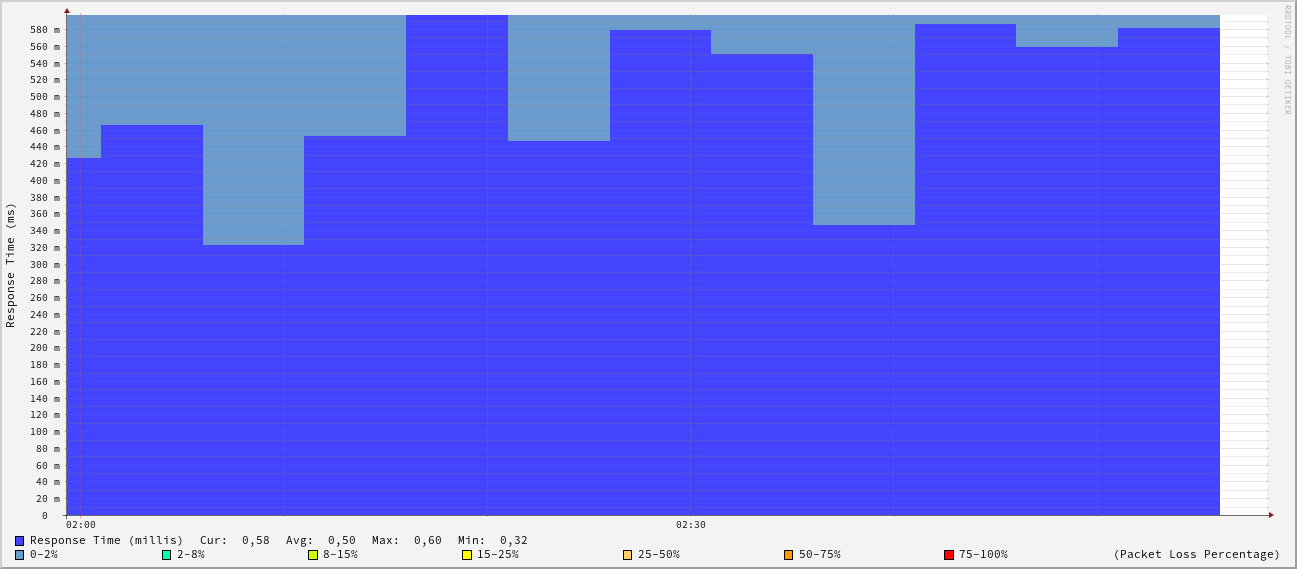 RRDTOOL / TOBI OETIKER
Response Time (ms)
580 m
560 m
540 m
520 m
500 m
480 m
460 m
440 m
420 m
400 m
380 m
360 m
340 m
320 m
300 m
280 m
260 m
240 m
220 m
200 m
180 m
160 m
140 m
120 m
100 m
80 m
60 m
40 m
20 m
0
02:00 02:30
Response Time (millis) Cur: 0,58 Avg: 0,50 Max: 0,60 Min: 0,32
0-2% 2-8% 8-15% 15-25% 25-50% 50-75% 75-100% (Packet Loss Percentage)